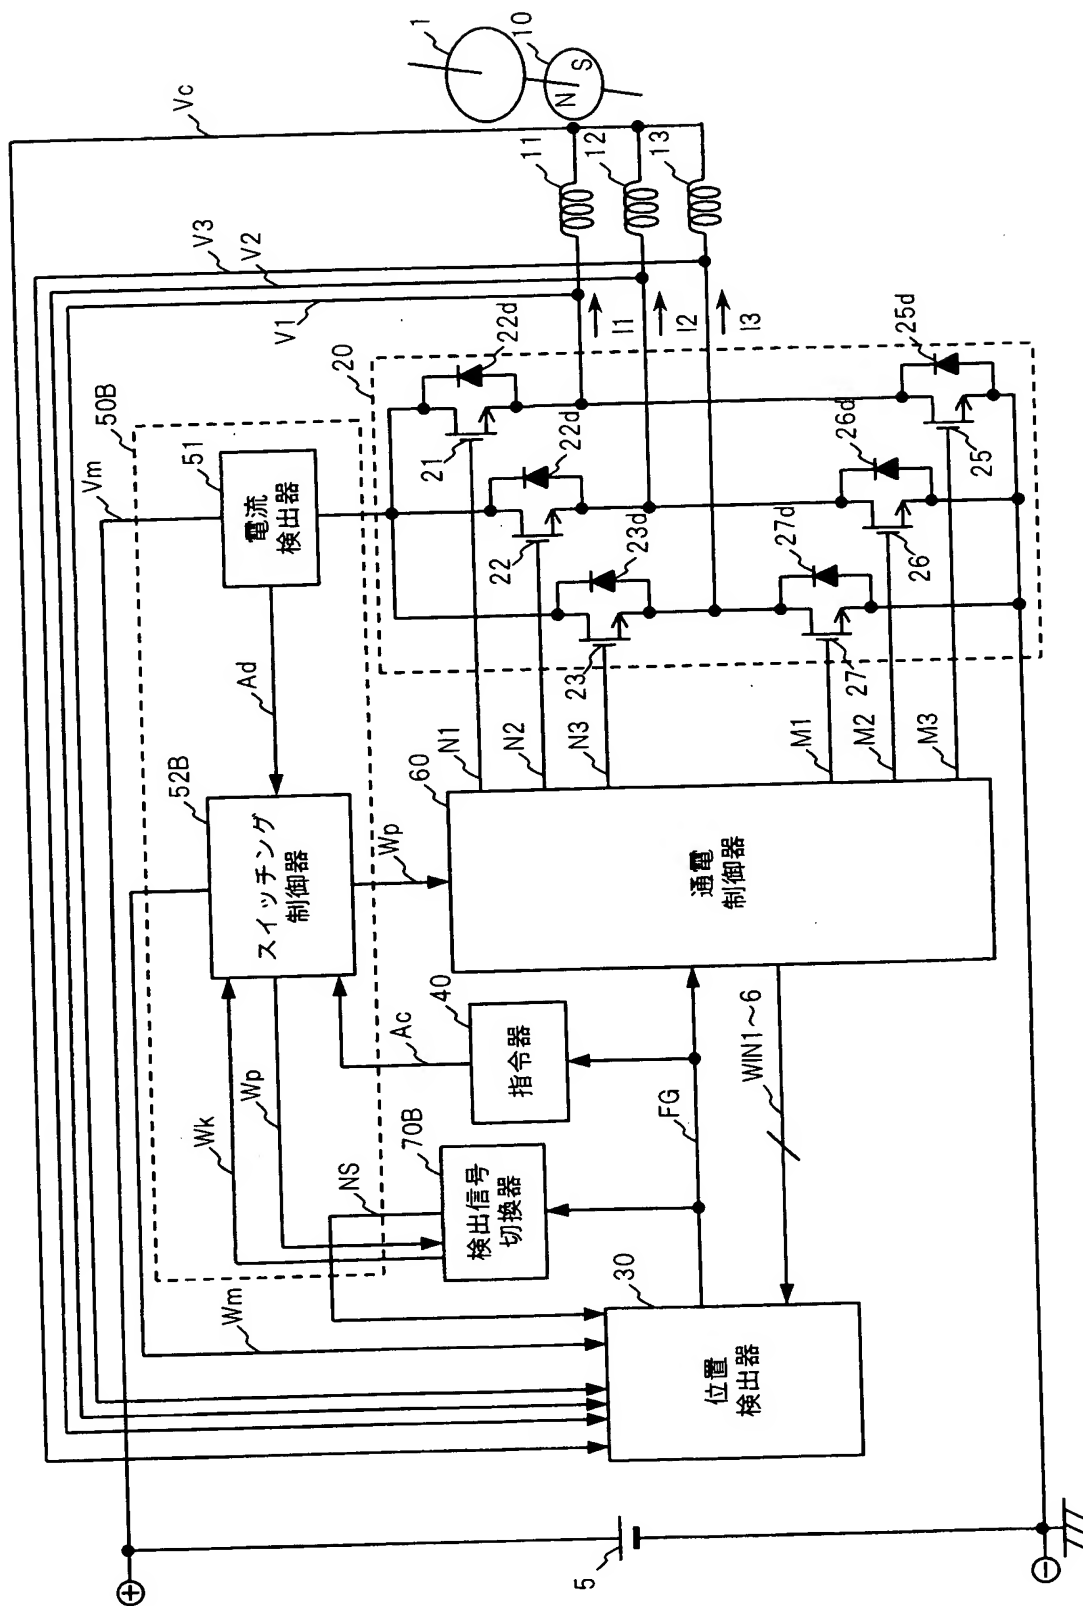 Vc
1
10
N
S
11
12
13
V3
V2
V1
I1
I2
I3
50B
Vm
51
電流
検出器
20
22d
21
22d
22
23d
23
25d
25
26d
26
27d
27
Ad
52B
スイッチング
制御器
Wp
60
N1
N2
N3
M1
M2
M3
通電
制御器
Wk
Wp
Ac
40
指令器
70B
検出信号
切換器
NS
FG
WIN1～6
Wm
30
位置
検出器
5
+
−